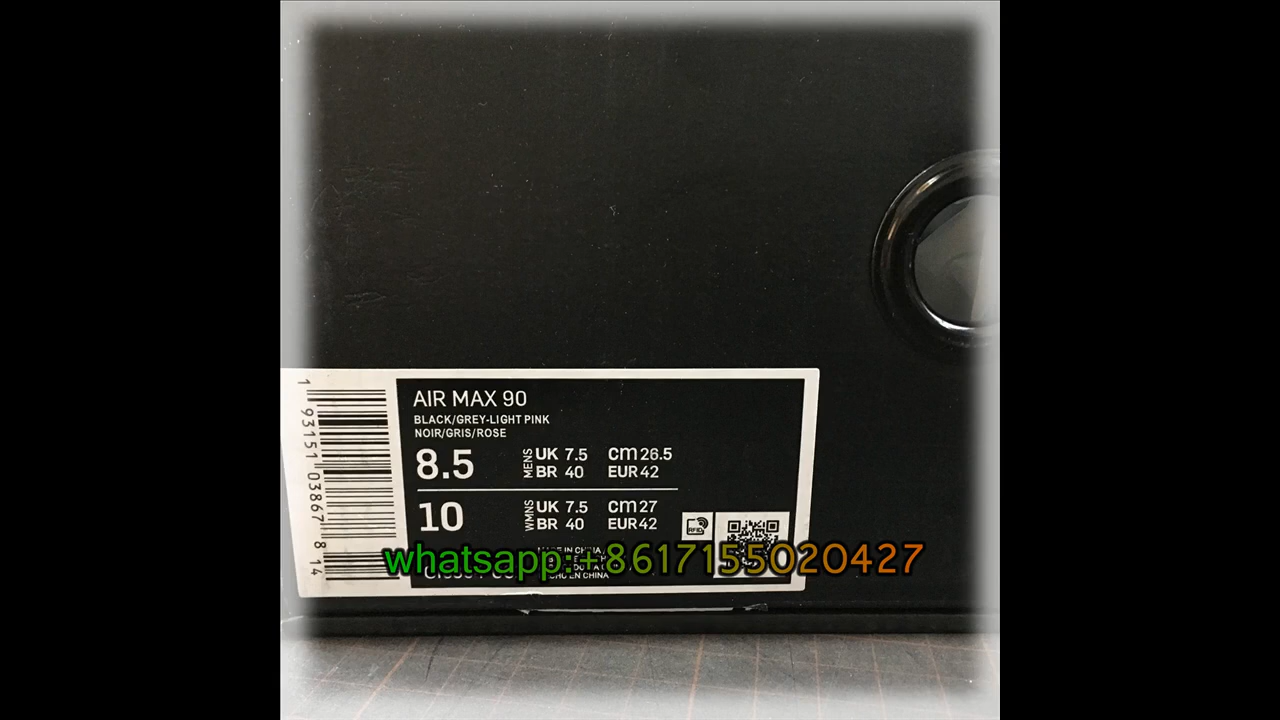 AIR MAX 90
BLACK/GREY-LIGHT PINK
NOIR/GRIS/ROSE
8.5 MENS UK 7.5 cm 26.5
BR 40 EUR 42
10 WMNS UK 7.5 cm 27
BR 40 EUR 42
RFID
MADE IN CHINA
whatsapp:+8617155020427
EN CHINA
1 93151 03867 8 14